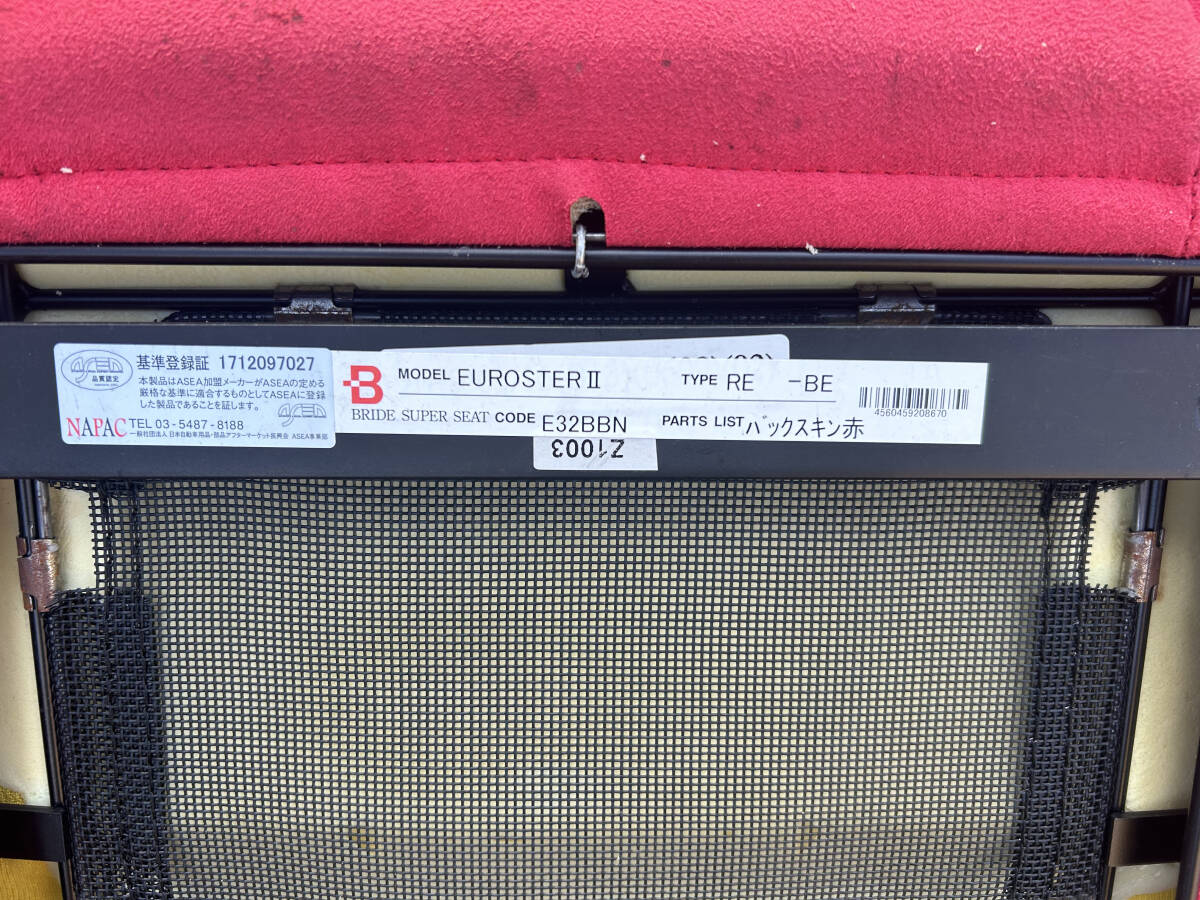 ASEA
品質認定
基準登録証 1712097027
本製品はASEA加盟メーカーがASEAの定める
厳格な基準に適合するものとしてASEAに登録
した製品であることを証します。
NAPAC TEL 03-5487-8188
一般社団法人 日本自動車用品・部品アフターマーケット振興会 ASEA事業部
B MODEL EUROSTERⅡ TYPE RE -BE
BRIDE SUPER SEAT CODE E32BBN PARTS LIST バックスキン赤
4560459208670
Z1003